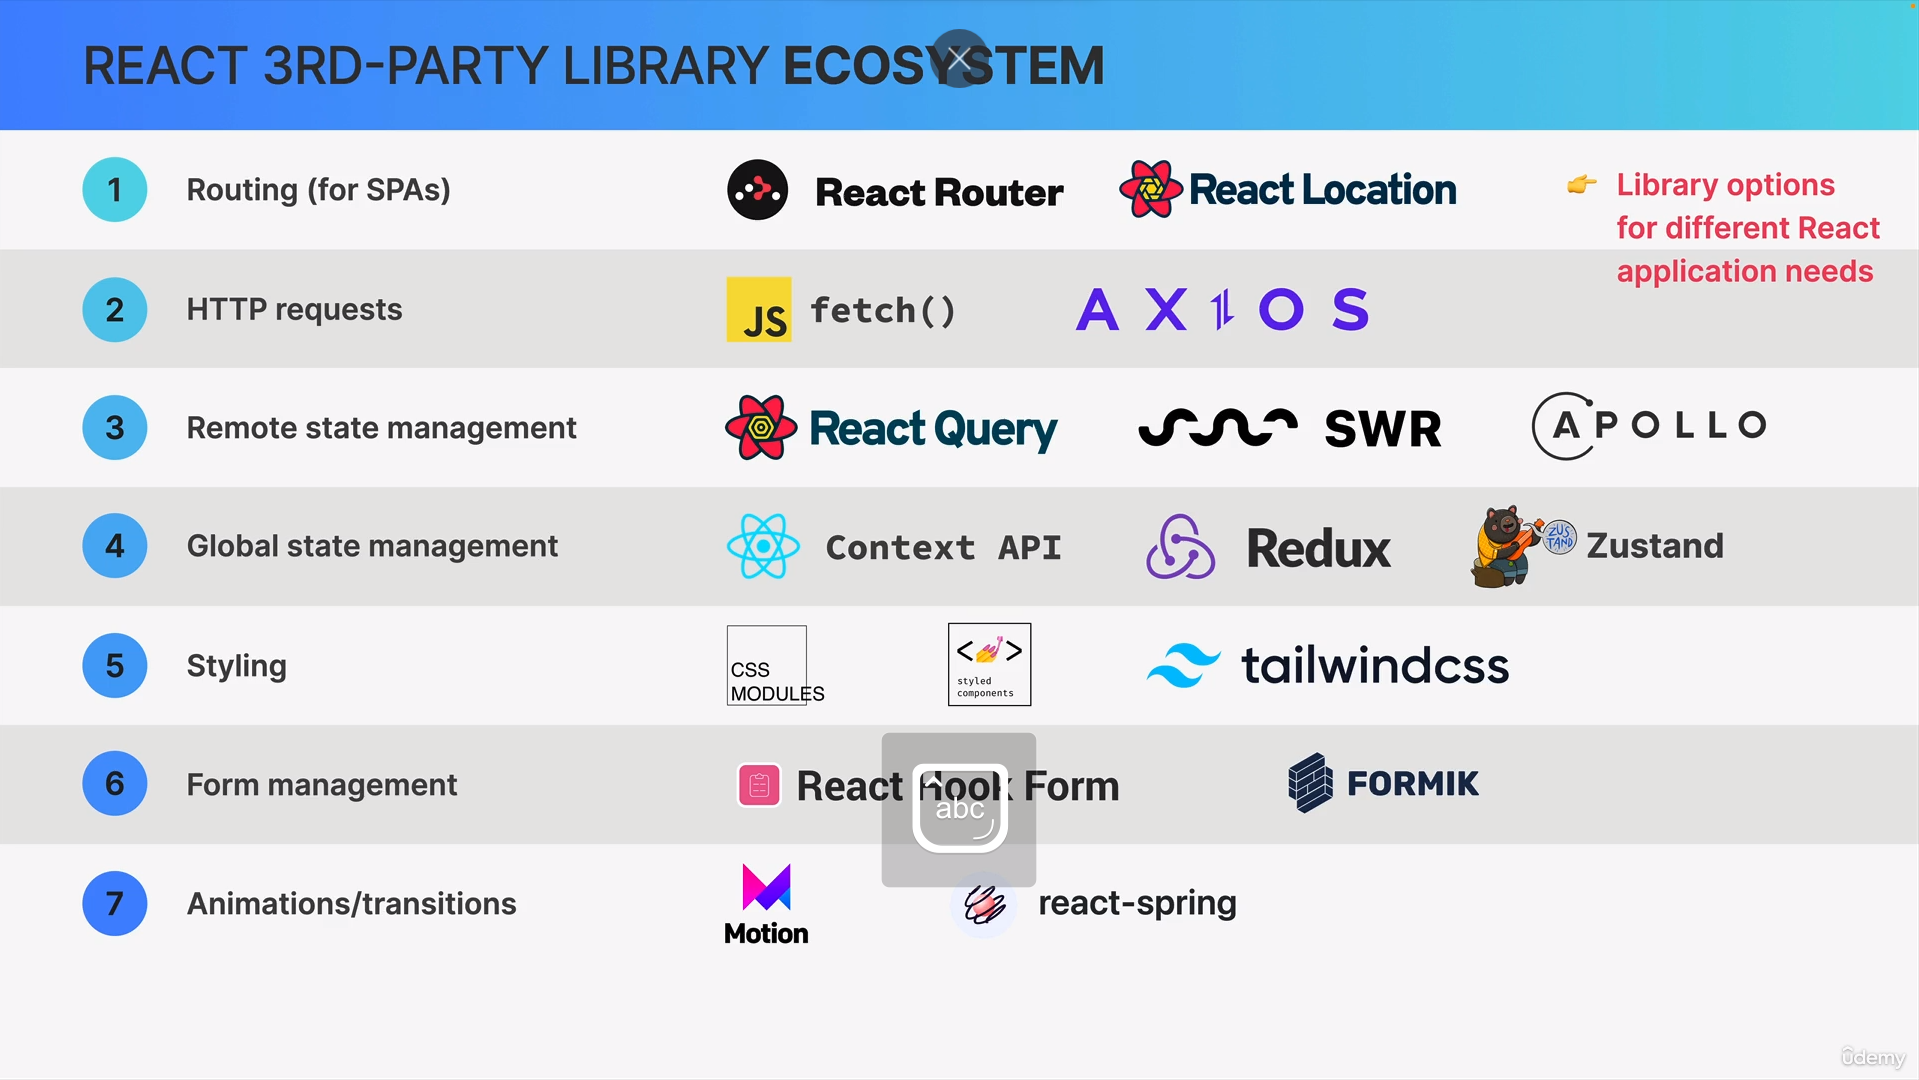 REACT 3RD-PARTY LIBRARY ECOSYSTEM
1 Routing (for SPAs) React Router React Location
👉 Library options
for different React
application needs
2 HTTP requests JS fetch() AXIOS
3 Remote state management React Query SWR APOLLO
4 Global state management Context API Redux ZUSTAND Zustand
5 Styling CSS MODULES <💅> styled components tailwindcss
6 Form management React Hook Form FORMIK
abc
7 Animations/transitions Motion react-spring
ûdemy